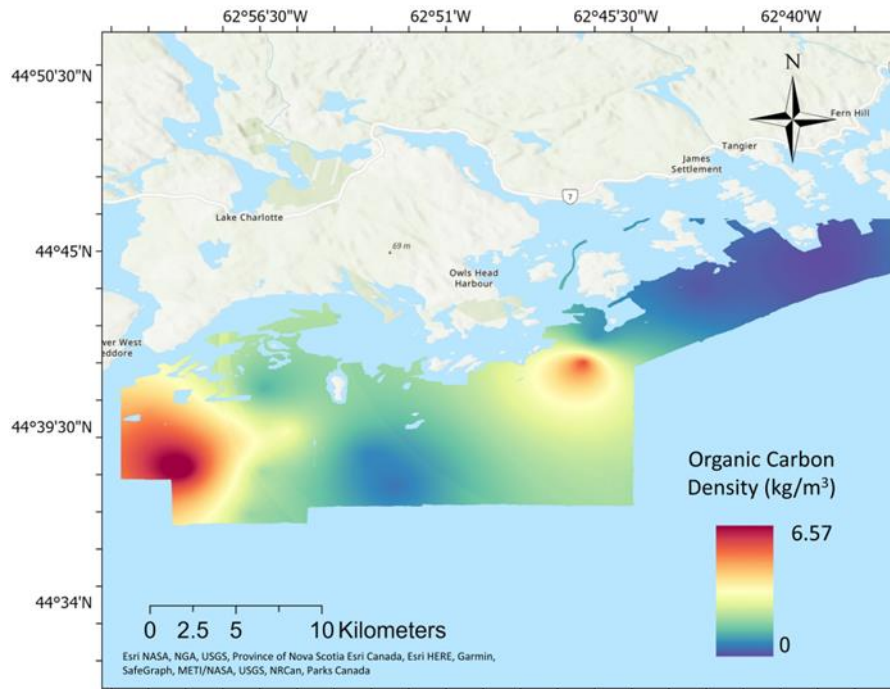 62°56'30"W 62°51'W 62°45'30"W 62°40'W
44°50'30"N
N
Fern Hill
Tangier
James
Settlement
7
Lake Charlotte
44°45'N
69 m
Owls Head
Harbour
wer West
eddore
44°39'30"N
Organic Carbon
Density (kg/m³)
6.57
0
44°34'N
0 2.5 5 10 Kilometers
Esri NASA, NGA, USGS, Province of Nova Scotia Esri Canada, Esri HERE, Garmin,
SafeGraph, METI/NASA, USGS, NRCan, Parks Canada